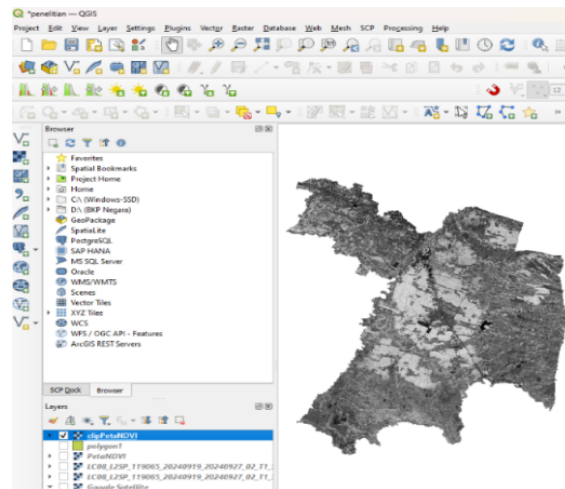 *penelitian — QGIS
Project Edit View Layer Settings Plugins Vector Raster Database Web Mesh SCP Processing Help
12
Browser
Favorites
Spatial Bookmarks
Project Home
Home
C:\ (Windows-SSD)
D:\ (BKP Negara)
GeoPackage
SpatiaLite
PostgreSQL
SAP HANA
MS SQL Server
Oracle
WMS/WMTS
Scenes
Vector Tiles
XYZ Tiles
WCS
WFS / OGC API - Features
ArcGIS REST Servers
SCP Dock Browser
Layers
clipPetaNDVI
polygon1
PetaNDVI
LC08_L2SP_119065_20240919_20240927_02_T1_
LC08_L2SP_119065_20240919_20240927_02_T1_
Google Satellite